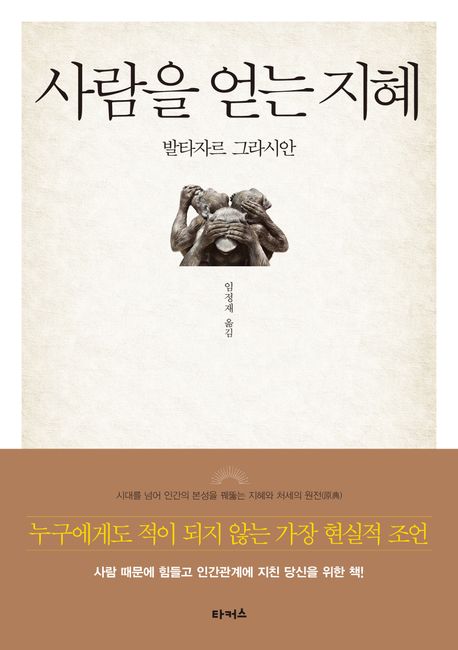 사람을 얻는 지혜
발타자르 그라시안
임정재 옮김
시대를 넘어 인간의 본성을 꿰뚫는 지혜와 처세의 원전(原典)
누구에게도 적이 되지 않는 가장 현실적 조언
사람 때문에 힘들고 인간관계에 지친 당신을 위한 책!
타커스